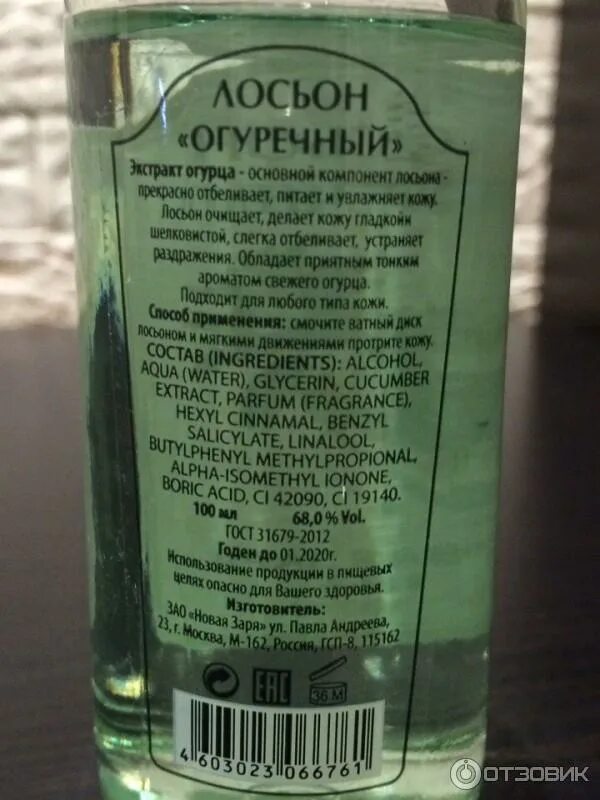 ЛОСЬОН
«ОГУРЕЧНЫЙ»
Экстракт огурца - основной компонент лосьона -
прекрасно отбеливает, питает и увлажняет кожу.
Лосьон очищает, делает кожу гладкойи
шелковистой, слегка отбеливает, устраняет
раздражения. Обладает приятным тонким
ароматом свежего огурца.
Подходит для любого типа кожи.
Способ применения: смочите ватный диск
лосьоном и мягкими движениями протрите кожу.
СОСТАВ (INGREDIENTS): ALCOHOL,
AQUA (WATER), GLYCERIN, CUCUMBER
EXTRACT, PARFUM (FRAGRANCE),
HEXYL CINNAMAL, BENZYL
SALICYLATE, LINALOOL,
BUTYLPHENYL METHYLPROPIONAL,
ALPHA-ISOMETHYL IONONE,
BORIC ACID, CI 42090, CI 19140.
100 мл 68,0 % Vol.
ГОСТ 31679-2012
Годен до 01.2020г.
Использование продукции в пищевых
целях опасно для Вашего здоровья.
Изготовитель:
ЗАО «Новая Заря» ул. Павла Андреева,
23, г. Москва, М-162, Россия, ГСП-8, 115162
EAC 36 M
4 603023 066761
ОТЗОВИК